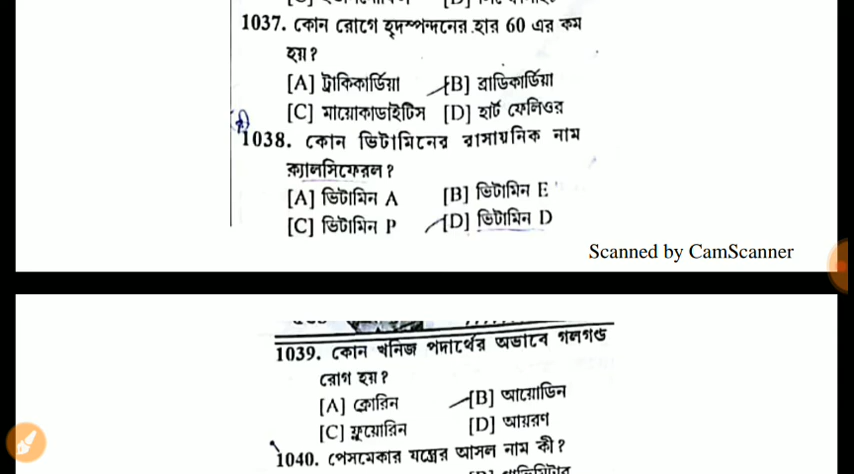 1037. কোন রোগে হৃদস্পন্দনের হার 60 এর কম
হয়?
[A] ট্রাকিকার্ডিয়া [B] ব্রাডিকার্ডিয়া
[C] মায়োকার্ডাইটিস [D] হার্ট ফেলিওর
1038. কোন ভিটামিনের রাসায়নিক নাম
ক্যালসিফেরল?
[A] ভিটামিন A [B] ভিটামিন E
[C] ভিটামিন P [D] ভিটামিন D
Scanned by CamScanner
1039. কোন খনিজ পদার্থের অভাবে গলগণ্ড
রোগ হয়?
[A] ক্লোরিন [B] আয়োডিন
[C] ফ্লুয়োরিন [D] আয়রণ
1040. পেসমেকার যন্ত্রের আসল নাম কী?